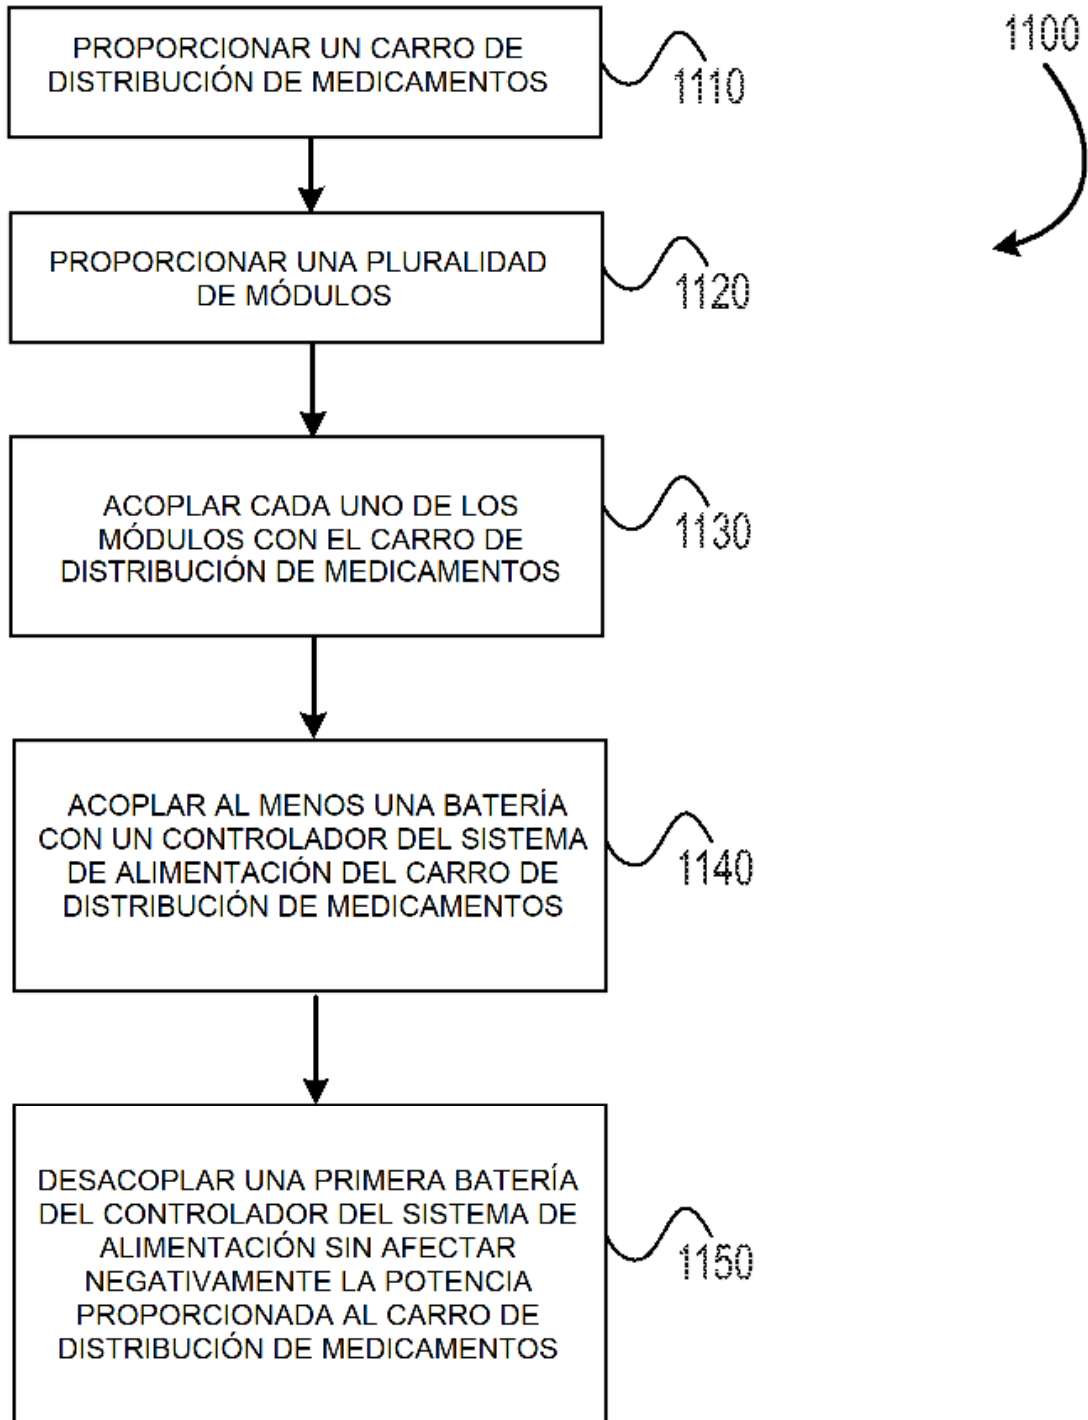 PROPORCIONAR UN CARRO DE
DISTRIBUCIÓN DE MEDICAMENTOS
1110
1100
PROPORCIONAR UNA PLURALIDAD
DE MÓDULOS
1120
ACOPLAR CADA UNO DE LOS
MÓDULOS CON EL CARRO DE
DISTRIBUCIÓN DE MEDICAMENTOS
1130
ACOPLAR AL MENOS UNA BATERÍA
CON UN CONTROLADOR DEL SISTEMA
DE ALIMENTACIÓN DEL CARRO DE
DISTRIBUCIÓN DE MEDICAMENTOS
1140
DESACOPLAR UNA PRIMERA BATERÍA
DEL CONTROLADOR DEL SISTEMA DE
ALIMENTACIÓN SIN AFECTAR
NEGATIVAMENTE LA POTENCIA
PROPORCIONADA AL CARRO DE
DISTRIBUCIÓN DE MEDICAMENTOS
1150